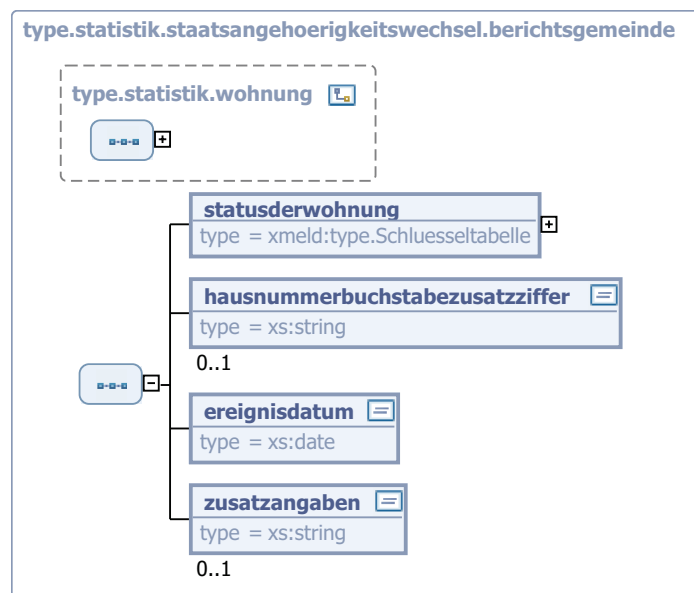 type.statistik.staatsangehoerigkeitswechsel.berichtsgemeinde
type.statistik.wohnung
statusderwohnung
type = xmeld:type.Schluesseltabelle
hausnummerbuchstabezusatzziffer
type = xs:string
0..1
ereignisdatum
type = xs:date
zusatzangaben
type = xs:string
0..1